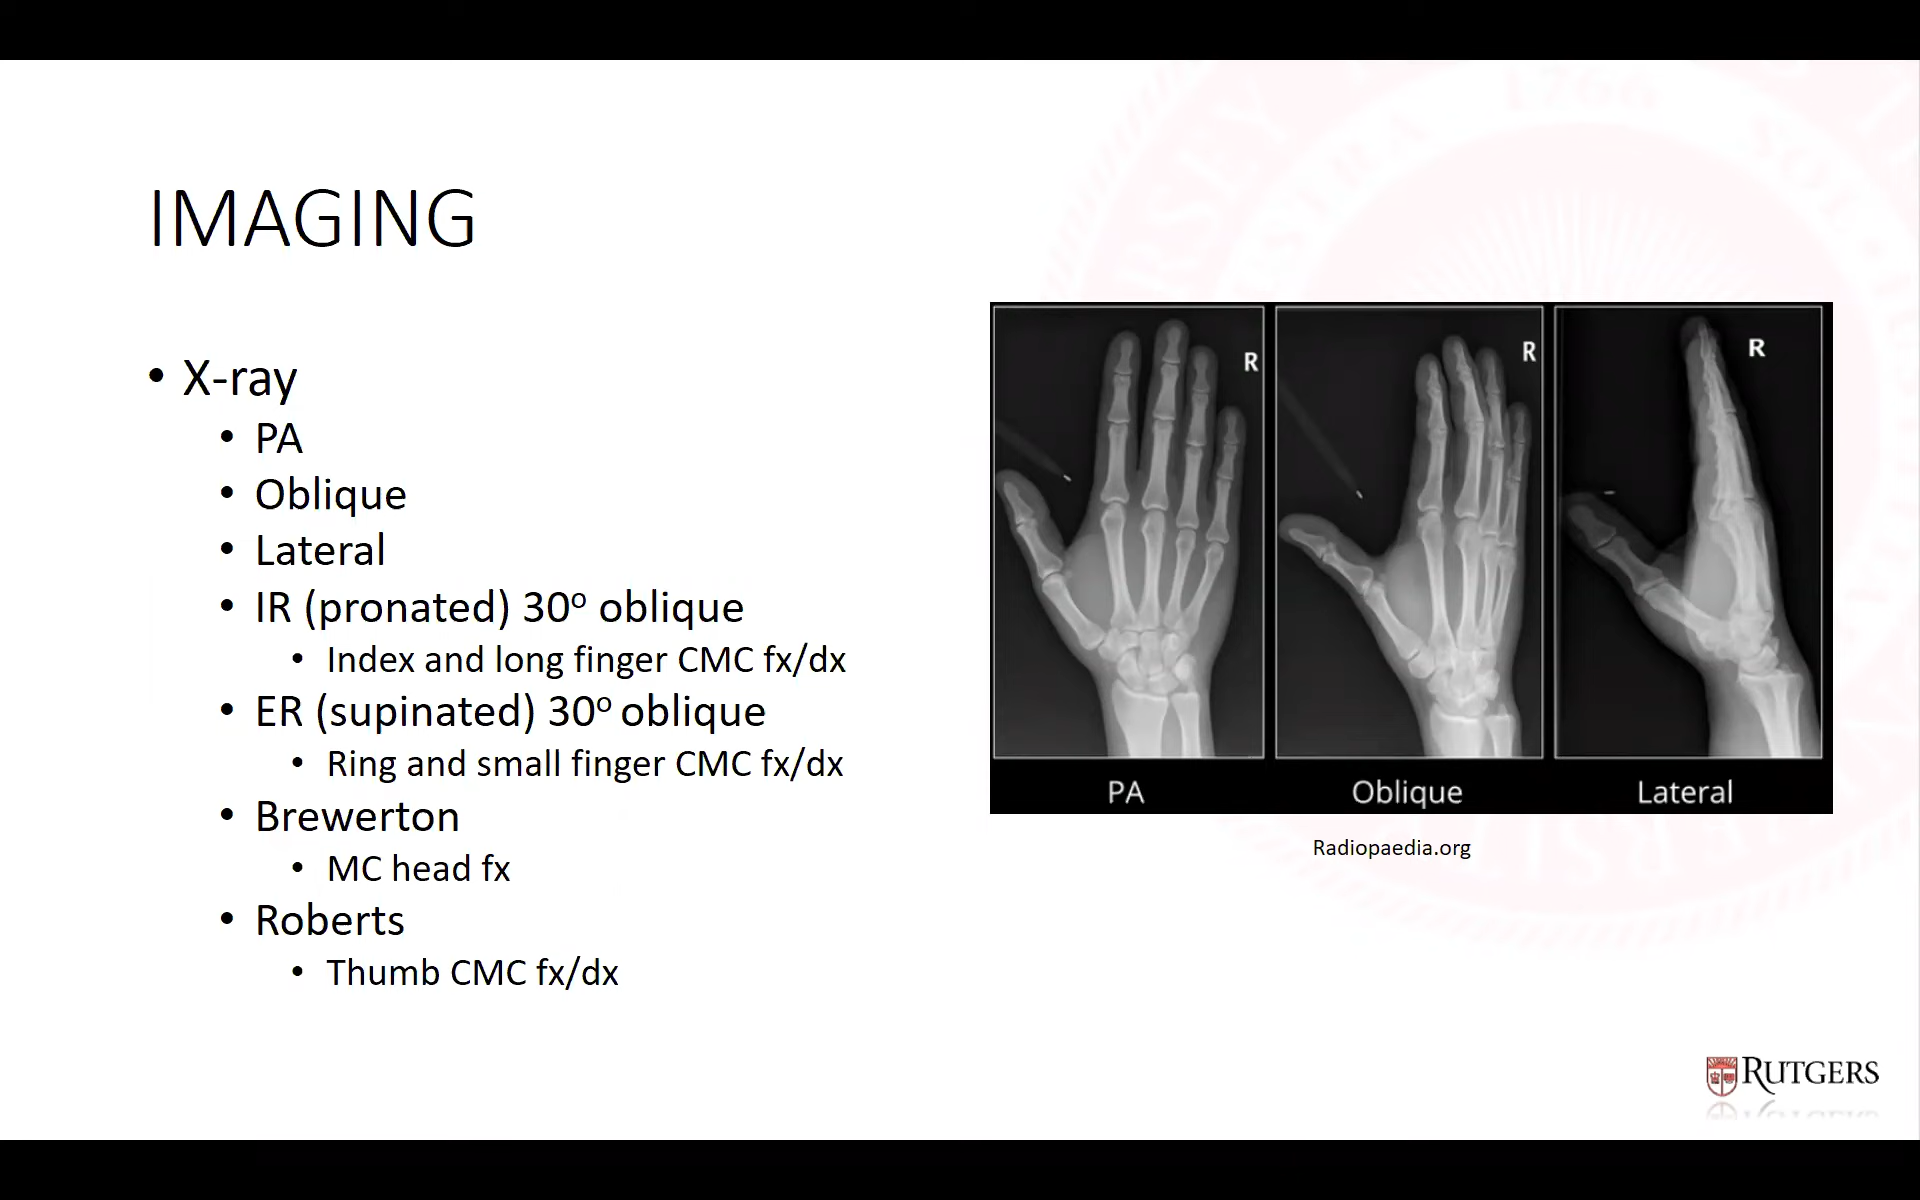 IMAGING
• X-ray
• PA
• Oblique
• Lateral
• IR (pronated) 30º oblique
• Index and long finger CMC fx/dx
• ER (supinated) 30º oblique
• Ring and small finger CMC fx/dx
• Brewerton
• MC head fx
• Roberts
• Thumb CMC fx/dx
R
R
R
PA
Oblique
Lateral
Radiopaedia.org
RUTGERS
1766